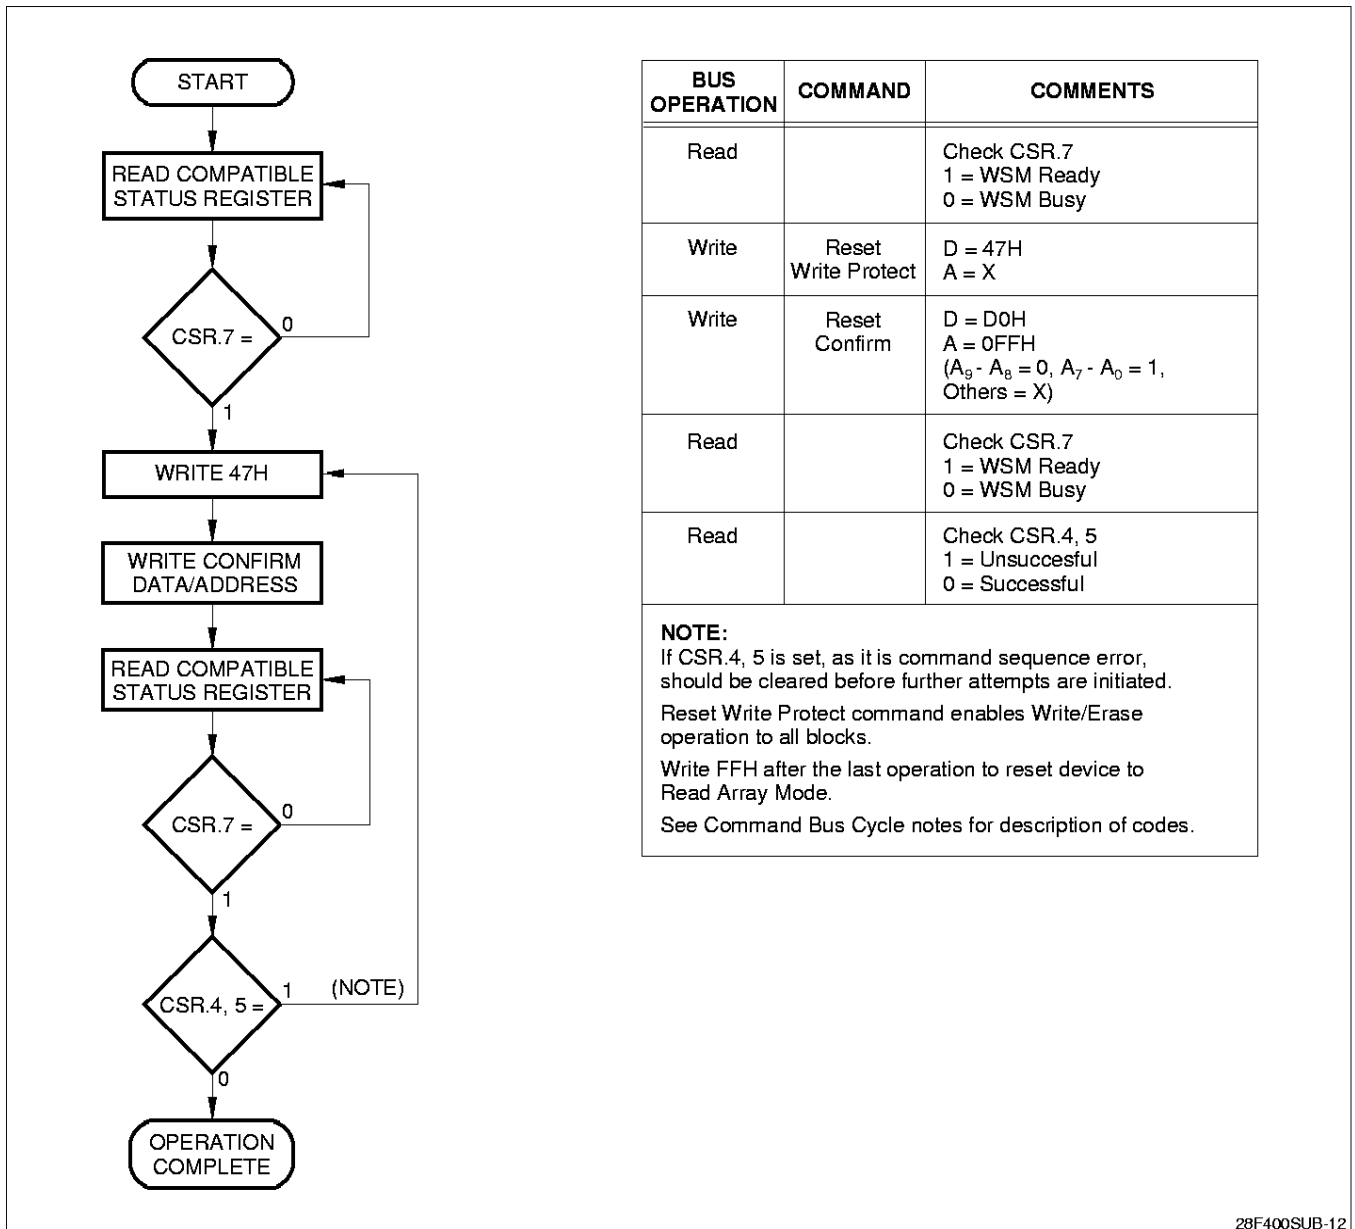 START
READ COMPATIBLE
STATUS REGISTER
CSR.7 =
0
1
WRITE 47H
WRITE CONFIRM
DATA/ADDRESS
READ COMPATIBLE
STATUS REGISTER
CSR.7 =
0
1
CSR.4, 5 =
1
(NOTE)
0
OPERATION
COMPLETE
BUS
OPERATION
COMMAND
COMMENTS
Read
Check CSR.7
1 = WSM Ready
0 = WSM Busy
Write
Reset
Write Protect
D = 47H
A = X
Write
Reset
Confirm
D = D0H
A = 0FFH
(A₉ - A₈ = 0, A₇ - A₀ = 1,
Others = X)
Read
Check CSR.7
1 = WSM Ready
0 = WSM Busy
Read
Check CSR.4, 5
1 = Unsuccesful
0 = Successful
NOTE:
If CSR.4, 5 is set, as it is command sequence error,
should be cleared before further attempts are initiated.
Reset Write Protect command enables Write/Erase
operation to all blocks.
Write FFH after the last operation to reset device to
Read Array Mode.
See Command Bus Cycle notes for description of codes.
28F400SUB-12